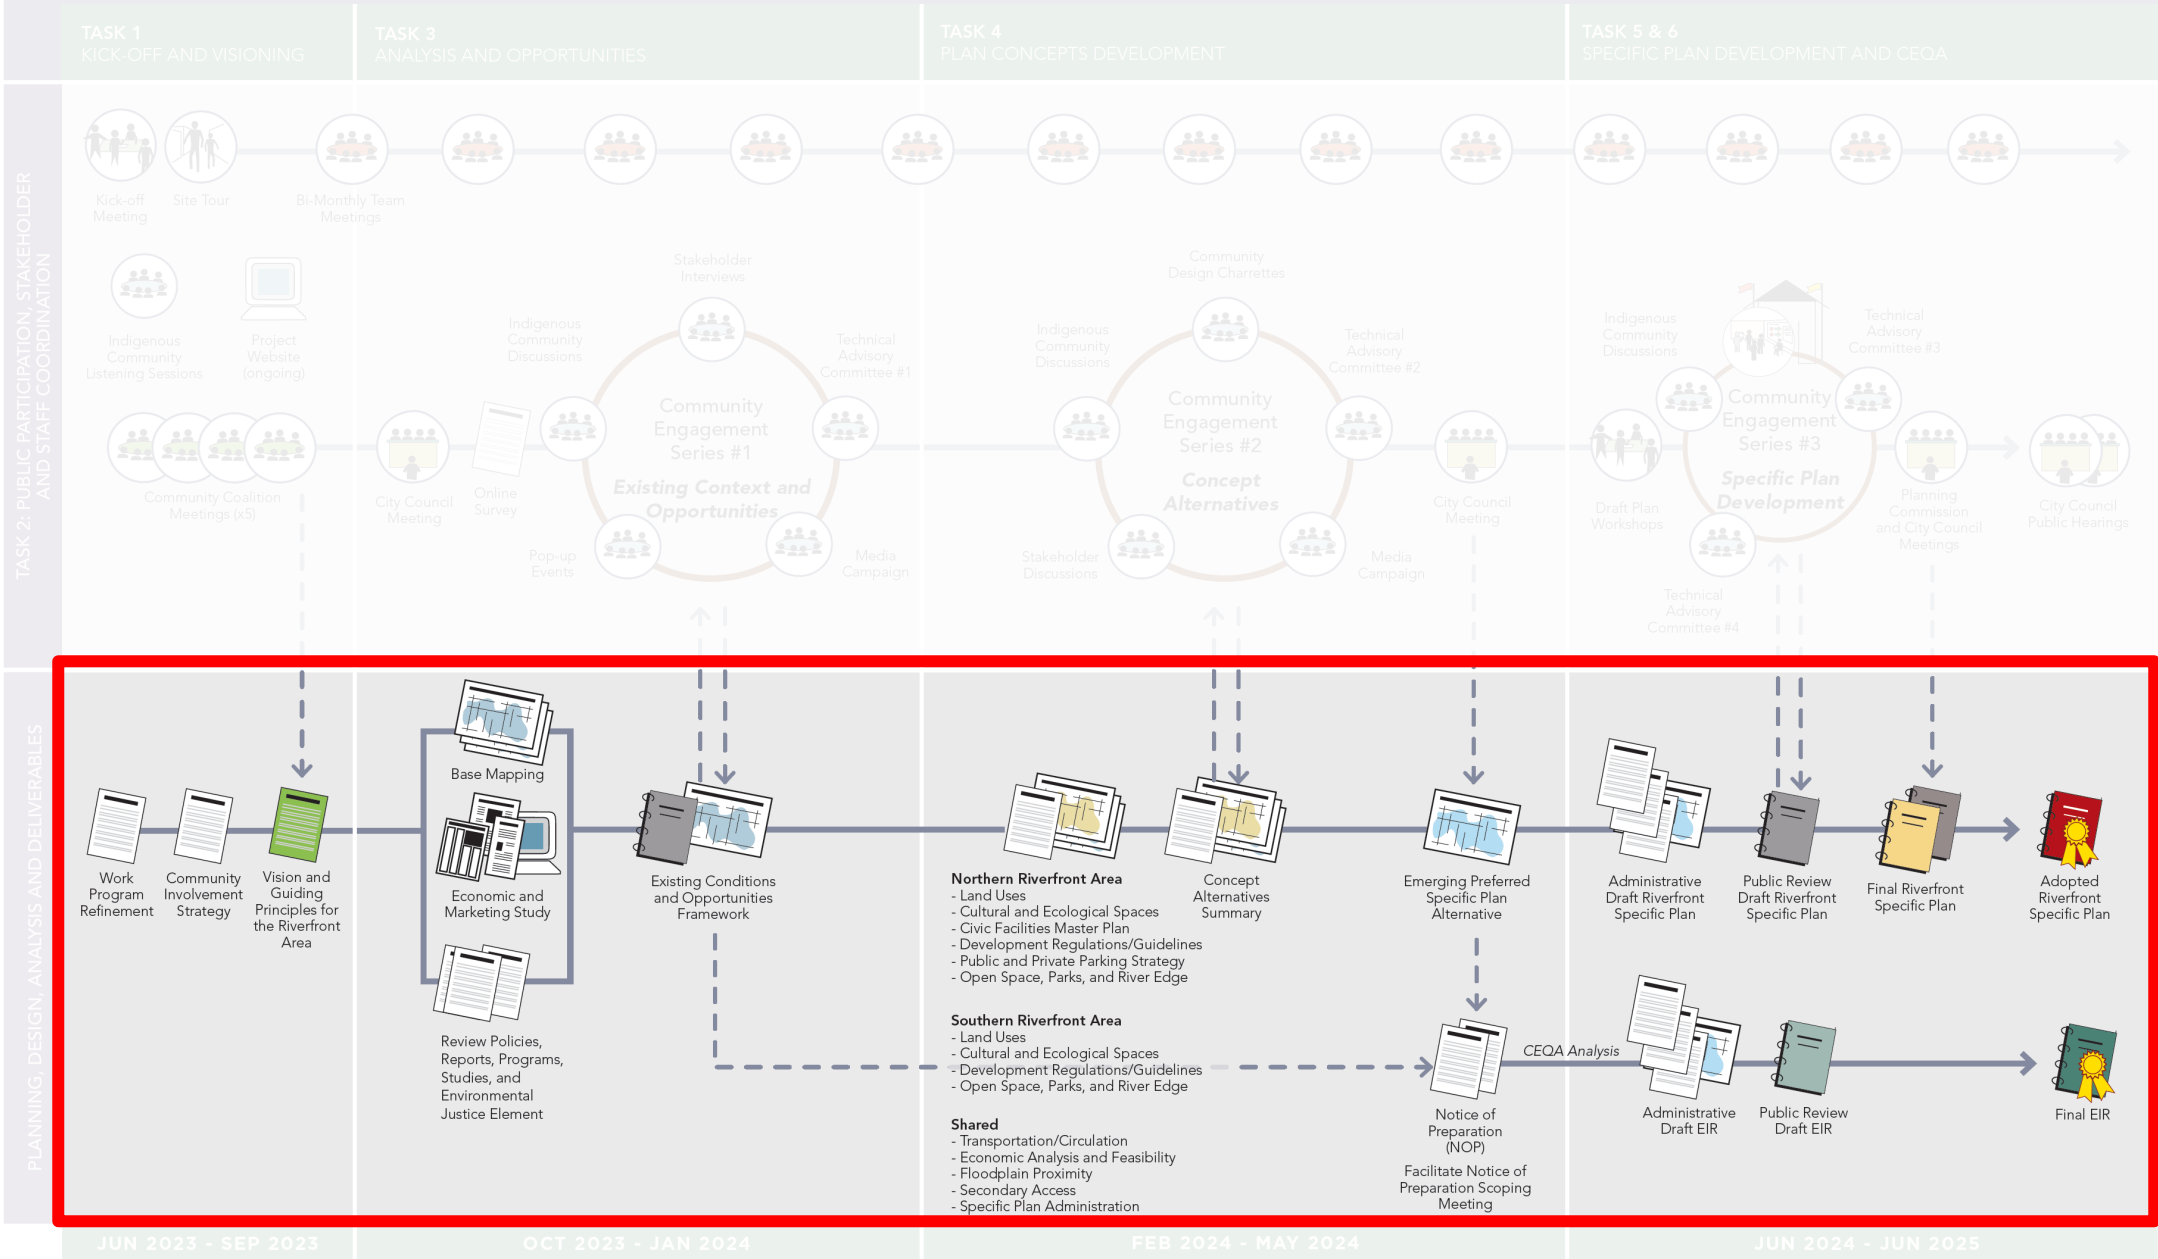 TASK 1
KICK-OFF AND VISIONING
TASK 3
ANALYSIS AND OPPORTUNITIES
TASK 4
PLAN CONCEPTS DEVELOPMENT
TASK 5 & 6
SPECIFIC PLAN DEVELOPMENT AND CEQA
TASK 2: PUBLIC PARTICIPATION, STAKEHOLDER
AND STAFF COORDINATION
Kick-off
Meeting
Site Tour
Bi-Monthly Team
Meetings
Indigenous
Community
Listening Sessions
Project
Website
(ongoing)
Community Coalition
Meetings (x5)
City Council
Meeting
Online
Survey
Indigenous
Community
Discussions
Stakeholder
Interviews
Technical
Advisory
Committee #1
Community
Engagement
Series #1
Existing Context and
Opportunities
Pop-up
Events
Media
Campaign
Indigenous
Community
Discussions
Community
Design Charrettes
Technical
Advisory
Committee #2
Community
Engagement
Series #2
Concept
Alternatives
Stakeholder
Discussions
Media
Campaign
City Council
Meeting
Draft Plan
Workshops
Indigenous
Community
Discussions
Technical
Advisory
Committee #3
Community
Engagement
Series #3
Specific Plan
Development
Technical
Advisory
Committee #4
Planning
Commission
and City Council
Meetings
City Council
Public Hearings
PLANNING, DESIGN, ANALYSIS AND DELIVERABLES
Work
Program
Refinement
Community
Involvement
Strategy
Vision and
Guiding
Principles for
the Riverfront
Area
Base Mapping
Economic and
Marketing Study
Review Policies,
Reports, Programs,
Studies, and
Environmental
Justice Element
Existing Conditions
and Opportunities
Framework
Northern Riverfront Area
- Land Uses
- Cultural and Ecological Spaces
- Civic Facilities Master Plan
- Development Regulations/Guidelines
- Public and Private Parking Strategy
- Open Space, Parks, and River Edge
Southern Riverfront Area
- Land Uses
- Cultural and Ecological Spaces
- Development Regulations/Guidelines
- Open Space, Parks, and River Edge
Shared
- Transportation/Circulation
- Economic Analysis and Feasibility
- Floodplain Proximity
- Secondary Access
- Specific Plan Administration
Concept
Alternatives
Summary
Emerging Preferred
Specific Plan
Alternative
Notice of
Preparation
(NOP)
Facilitate Notice of
Preparation Scoping
Meeting
CEQA Analysis
Administrative
Draft Riverfront
Specific Plan
Public Review
Draft Riverfront
Specific Plan
Final Riverfront
Specific Plan
Adopted
Riverfront
Specific Plan
Administrative
Draft EIR
Public Review
Draft EIR
Final EIR
JUN 2023 - SEP 2023
OCT 2023 - JAN 2024
FEB 2024 - MAY 2024
JUN 2024 - JUN 2025